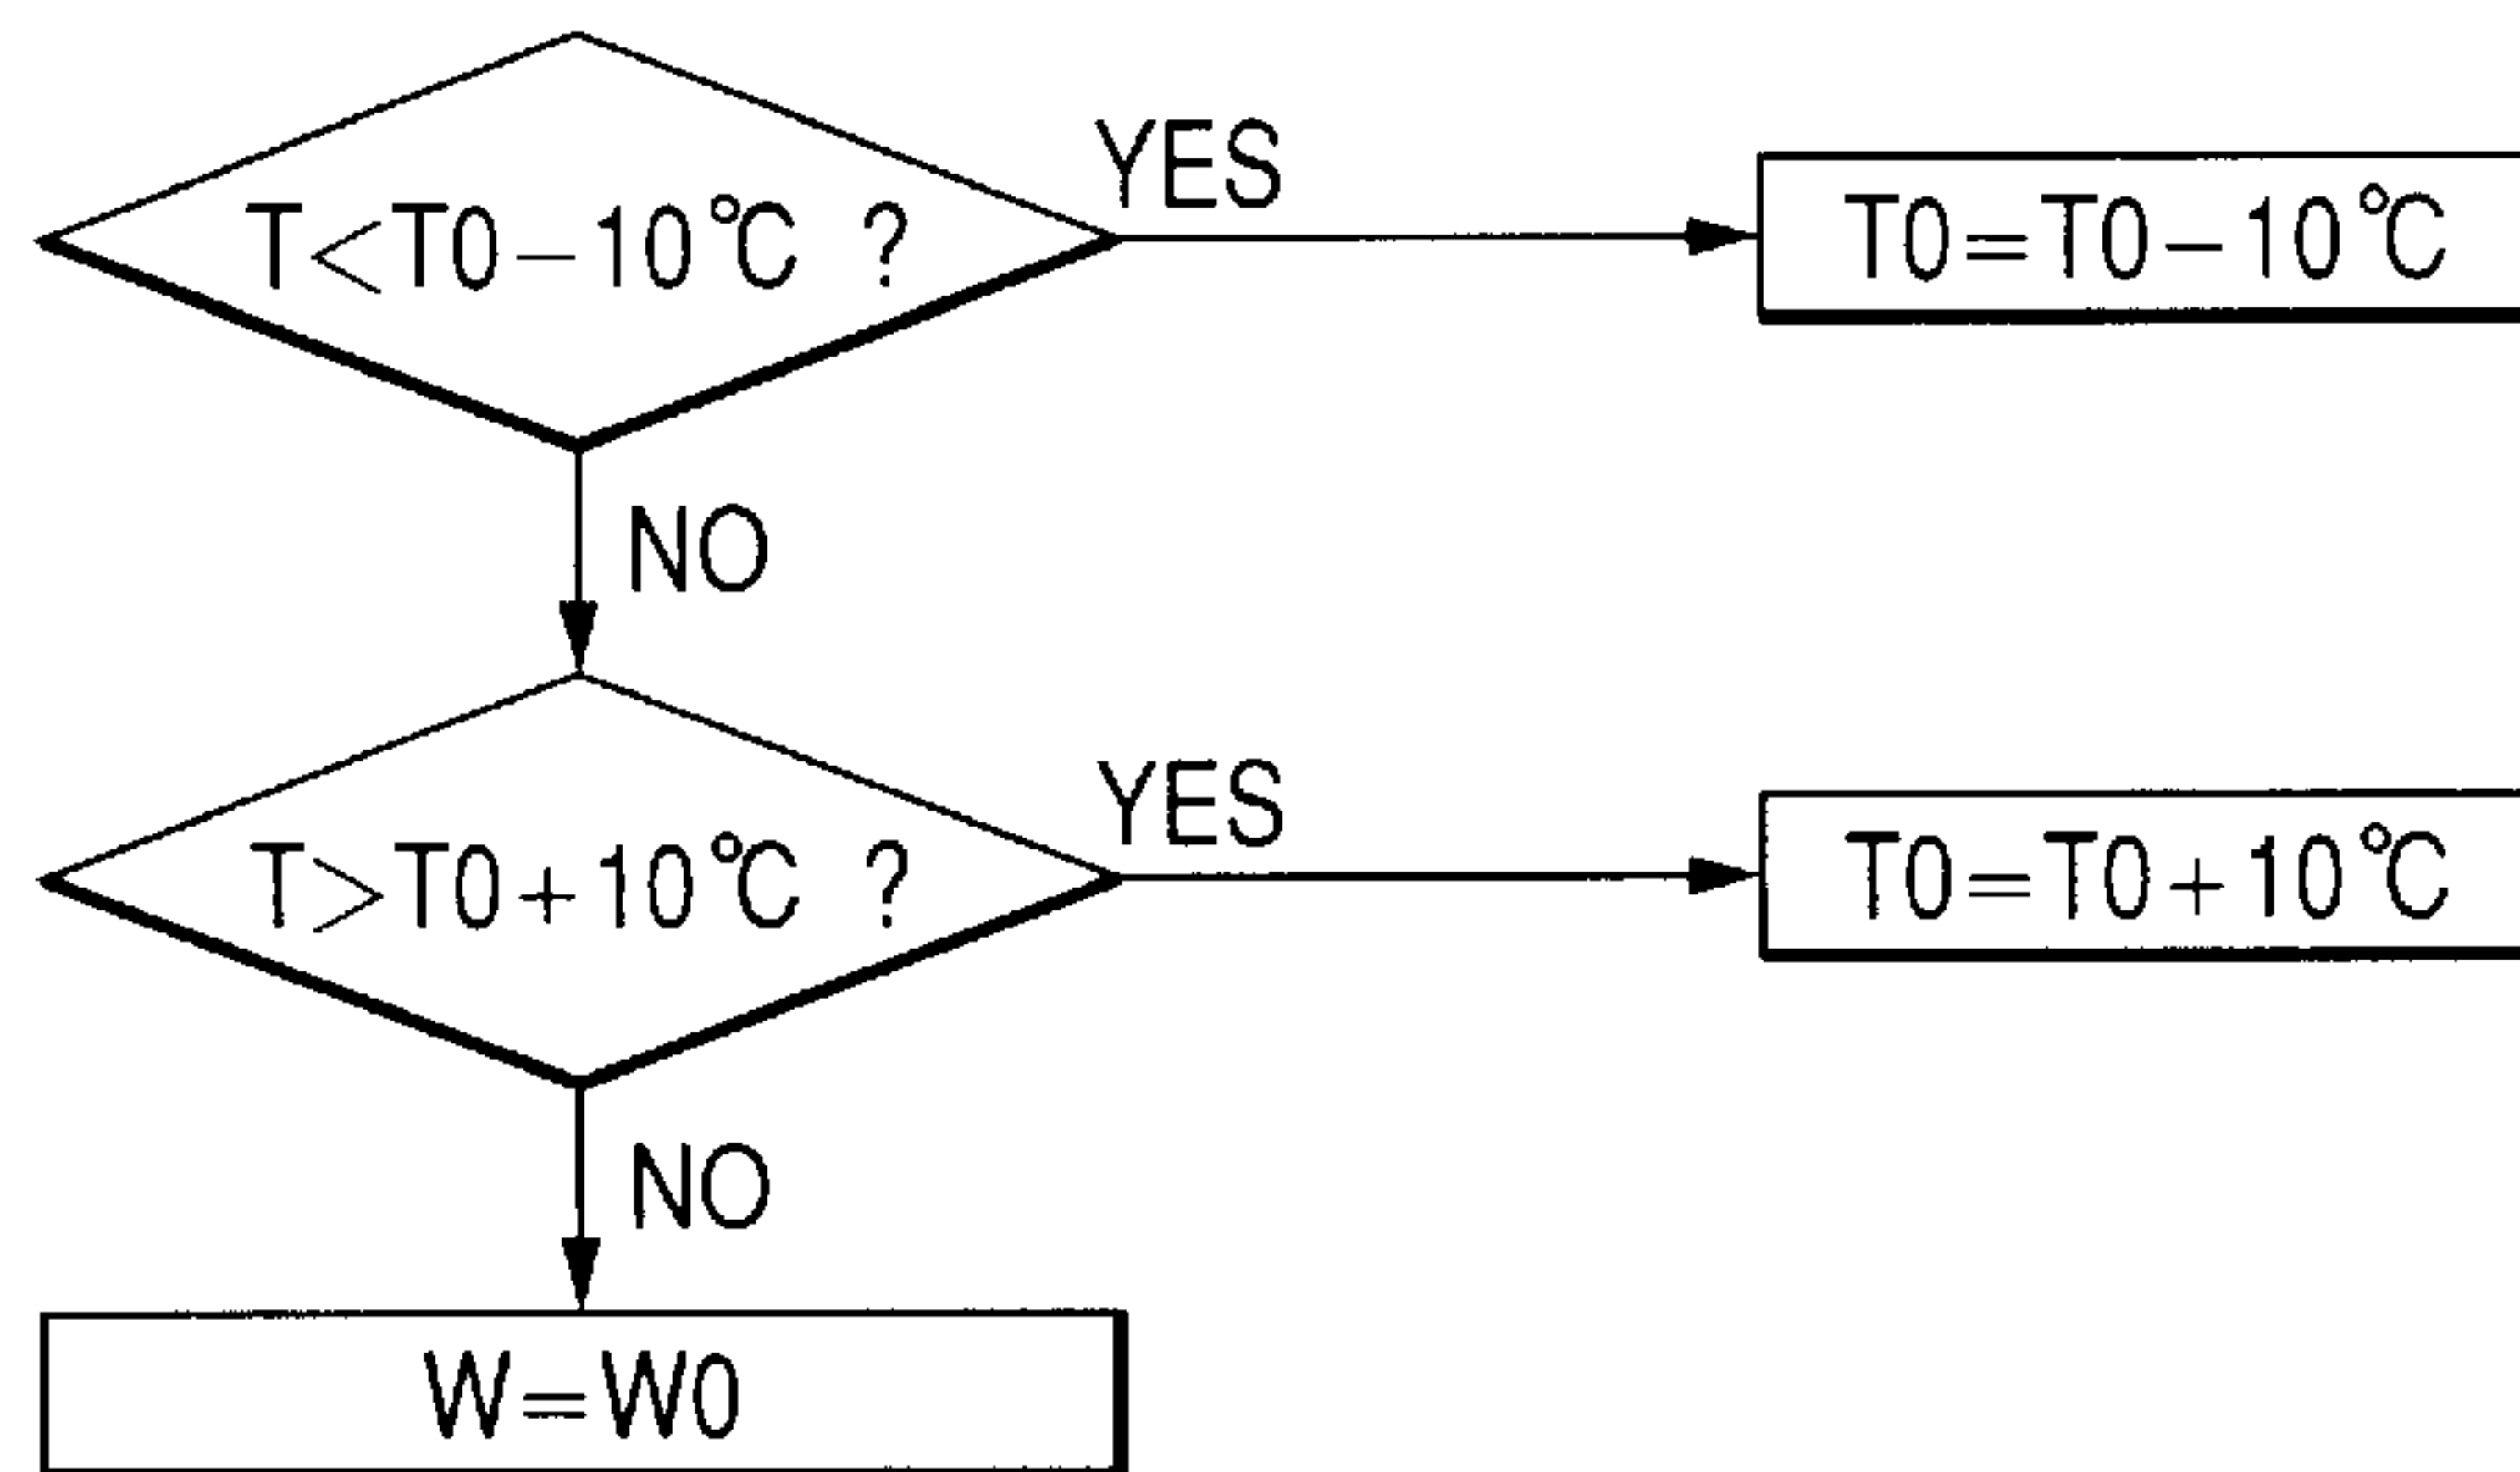 T<T0−10℃ ?
YES
T0=T0−10℃
NO
T>T0+10℃ ?
YES
T0=T0+10℃
NO
W=W0